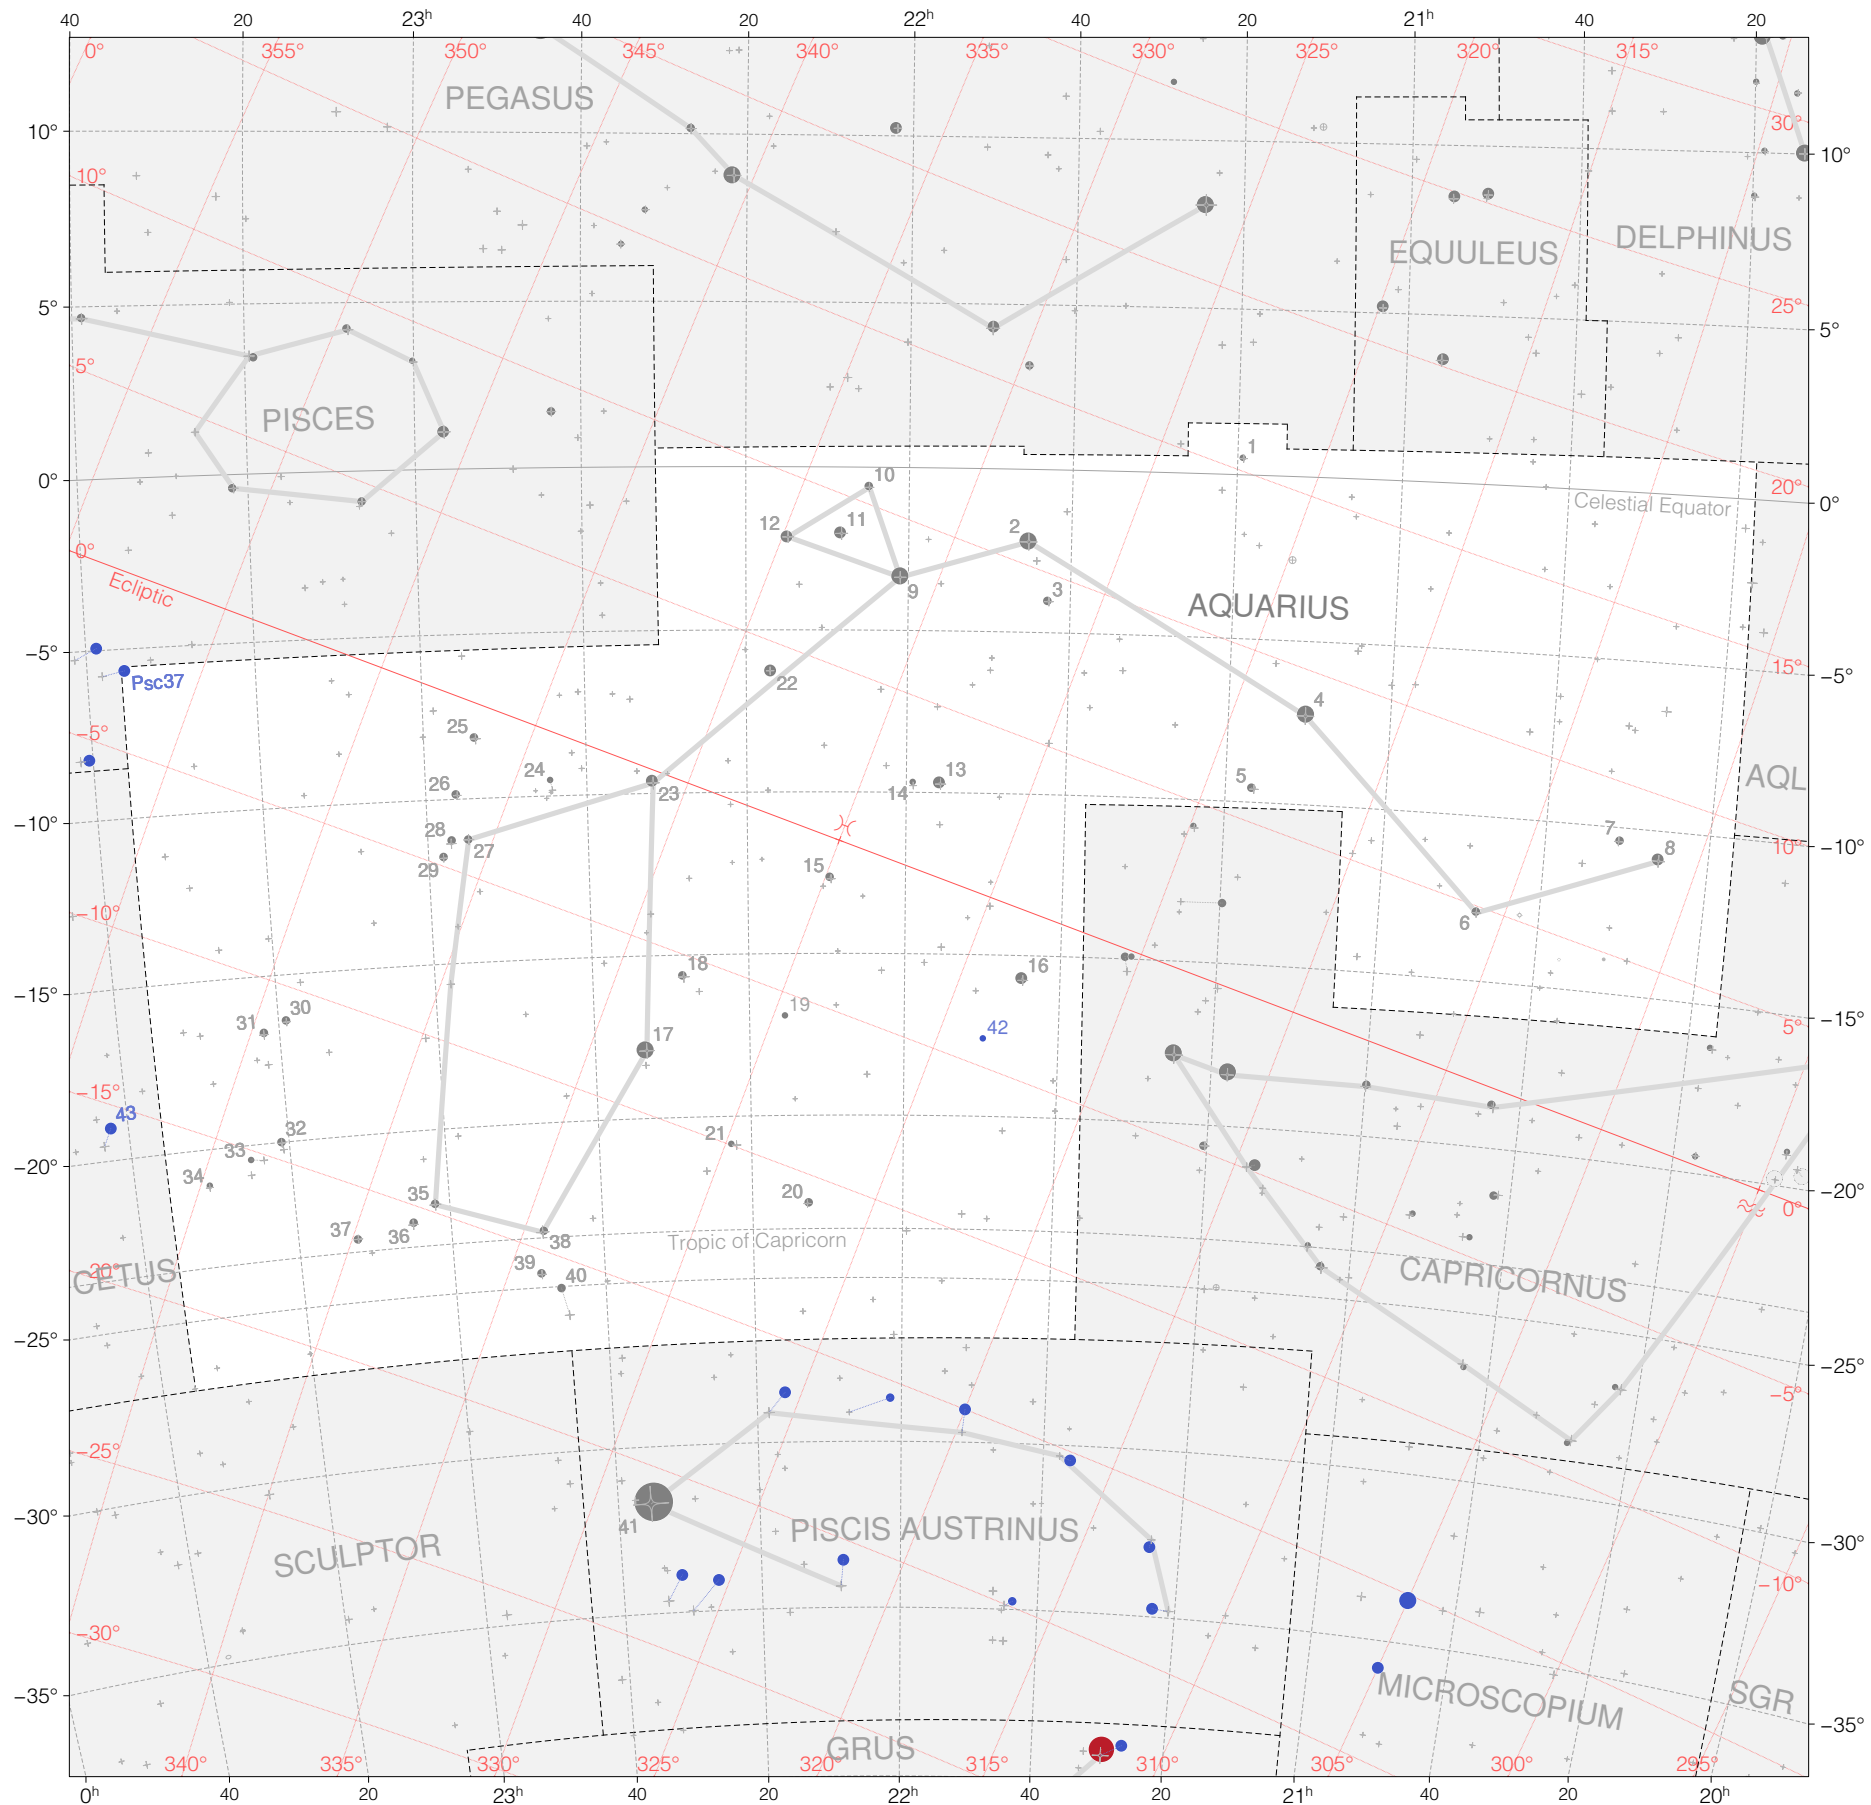 40 20 23h 40 20 22h 40 20 21h 40 20
0° 355° 350° 345° 340° 335° 330° 325° 320° 315°
PEGASUS
10° 30° 10°
10°
EQUULEUS DELPHINUS
5° 25° 5°
5°
PISCES
1
10
0° 20° 0°
Celestial Equator
12 11 2
0°
Ecliptic
9 3
AQUARIUS
−5° 15° −5°
Psc37
22
4
25
−5°
24 13 5 AQL
26 23 14
−10° 28 7 10° −10°
27 8
29 15
−10° 6
18 16
−15° 30 19 5° −15°
31 17 42
−15°
43
32 21
33
−20° 34 20 −20°
35 0°
37 36 38
Tropic of Capricorn
−20° 39 40
CETUS CAPRICORNUS
−25° −25°
−5°
−25°
−30° 41 −30°
PISCIS AUSTRINUS
SCULPTOR
−10°
−30°
−35° MICROSCOPIUM SGR −35°
GRUS
340° 335° 330° 325° 320° 315° 310° 305° 300° 295°
0h 40 20 23h 40 20 22h 40 20 21h 40 20 20h